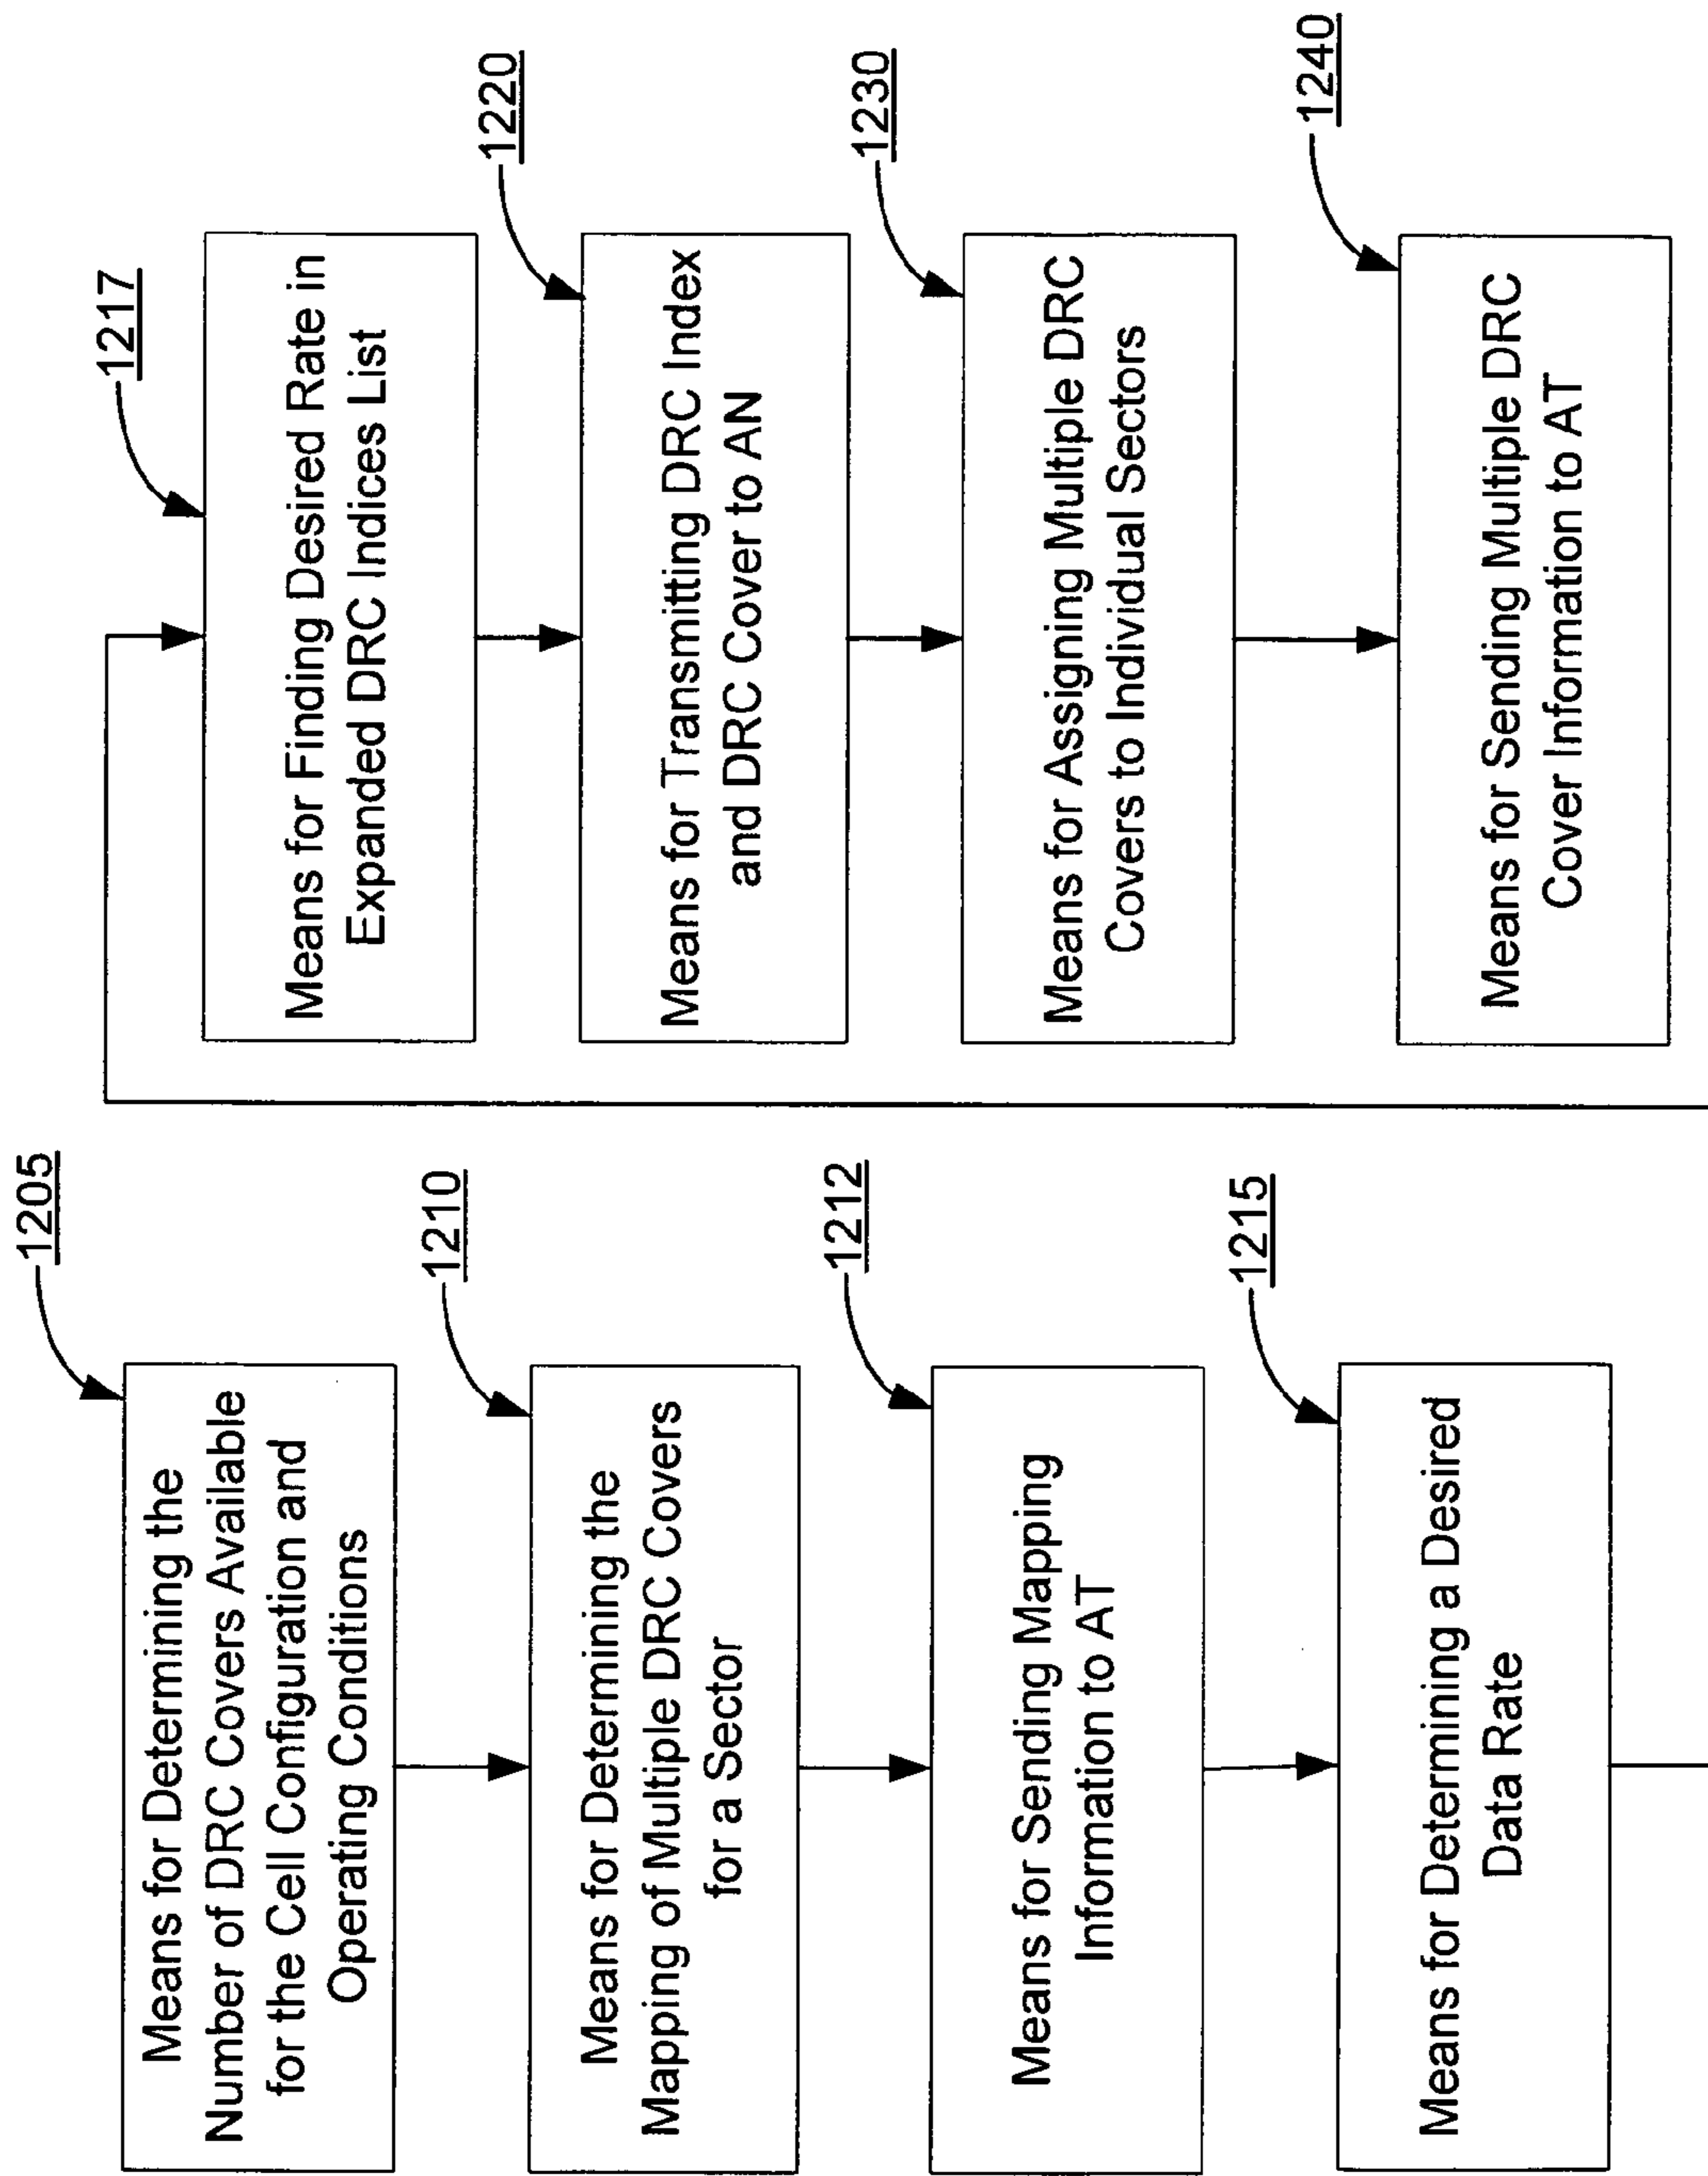 1205
Means for Determining the
Number of DRC Covers Available
for the Cell Configuration and
Operating Conditions
1210
Means for Determining the
Mapping of Multiple DRC Covers
for a Sector
1212
Means for Sending Mapping
Information to AT
1215
Means for Determining a Desired
Data Rate
1217
Means for Finding Desired Rate in
Expanded DRC Indices List
1220
Means for Transmitting DRC Index
and DRC Cover to AN
1230
Means for Assigning Multiple DRC
Covers to Individual Sectors
1240
Means for Sending Multiple DRC
Cover Information to AT